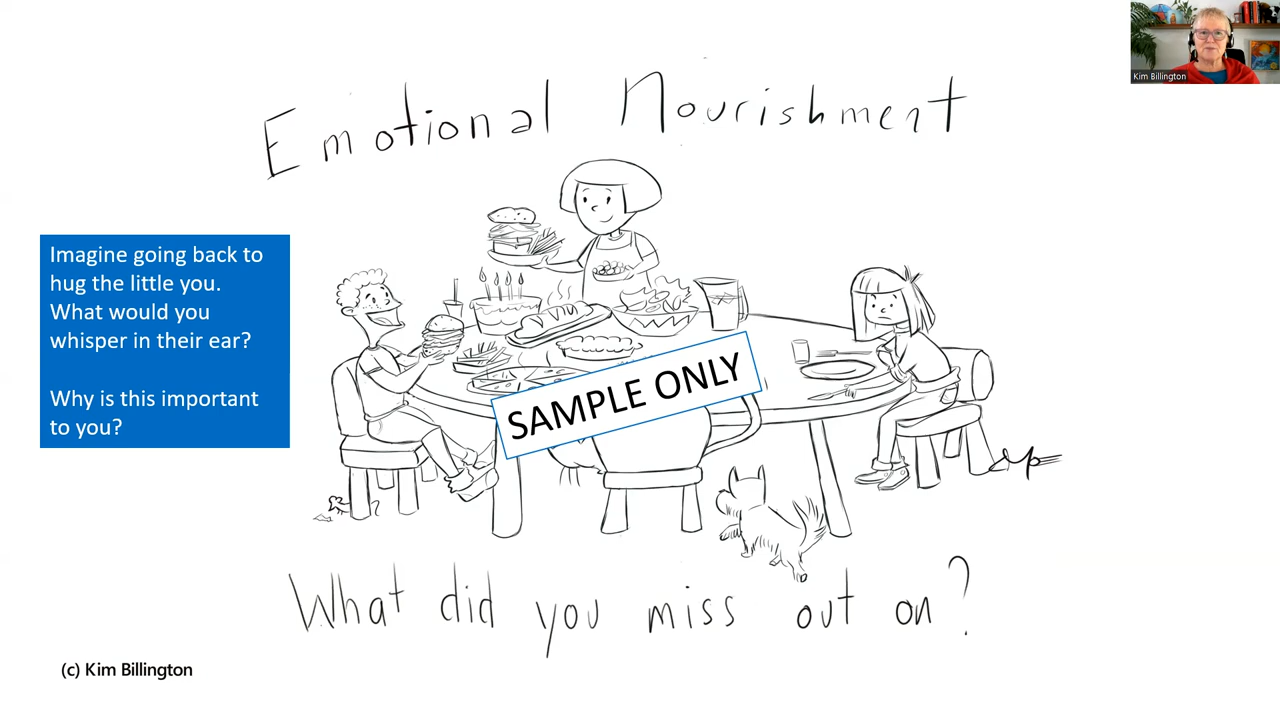 Kim Billington
Emotional Nourishment
Imagine going back to
hug the little you.
What would you
whisper in their ear?
Why is this important
to you?
SAMPLE ONLY
What did you miss out on?
(c) Kim Billington